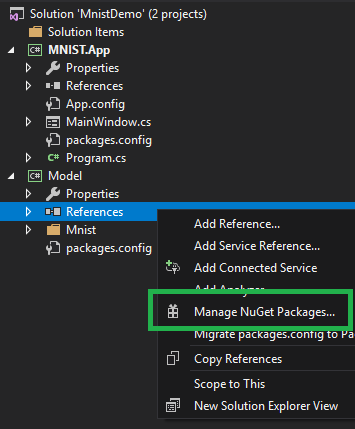 Solution 'MnistDemo' (2 projects)
Solution Items
C# MNIST.App
Properties
References
App.config
MainWindow.cs
packages.config
C# Program.cs
C# Model
Properties
References
Mnist
packages.config
Add Reference...
Add Service Reference...
Add Connected Service
Add Analyzer...
Manage NuGet Packages...
Migrate packages.config to Pa
Copy References
Scope to This
New Solution Explorer View